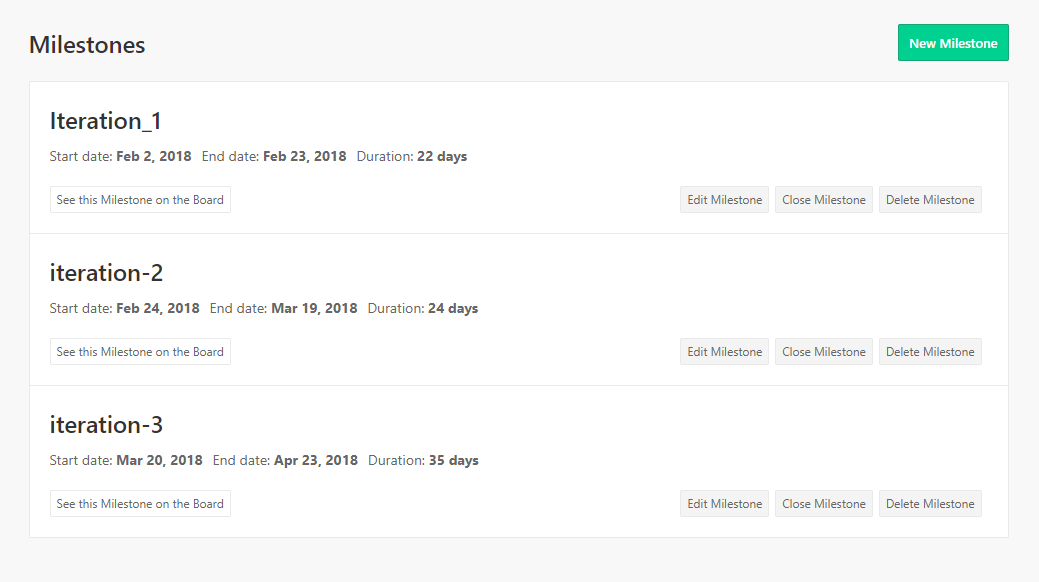 Milestones
New Milestone
Iteration_1
Start date: Feb 2, 2018 End date: Feb 23, 2018 Duration: 22 days
See this Milestone on the Board Edit Milestone Close Milestone Delete Milestone
iteration-2
Start date: Feb 24, 2018 End date: Mar 19, 2018 Duration: 24 days
See this Milestone on the Board Edit Milestone Close Milestone Delete Milestone
iteration-3
Start date: Mar 20, 2018 End date: Apr 23, 2018 Duration: 35 days
See this Milestone on the Board Edit Milestone Close Milestone Delete Milestone